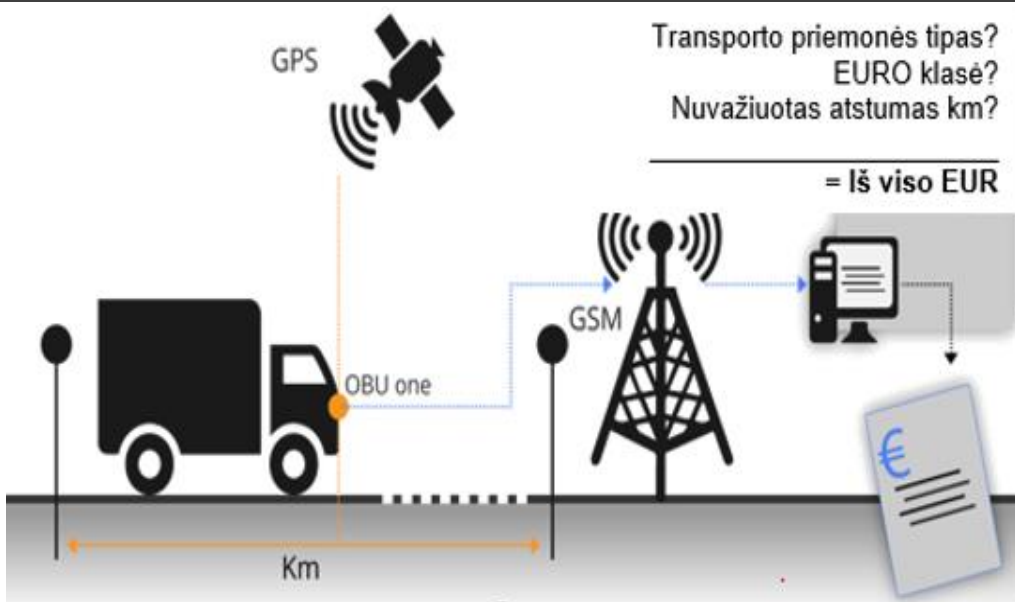 GPS
Transporto priemonės tipas?
EURO klasė?
Nuvažiuotas atstumas km?
= Iš viso EUR
GSM
OBU one
€
Km